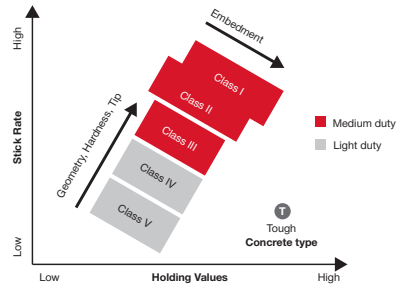 High
Stick Rate
Low
Embedment
Geometry, Hardness, Tip
Class I
Class II
Class III
Class IV
Class V
Medium duty
Light duty
T
Tough
Concrete type
Low
Holding Values
High